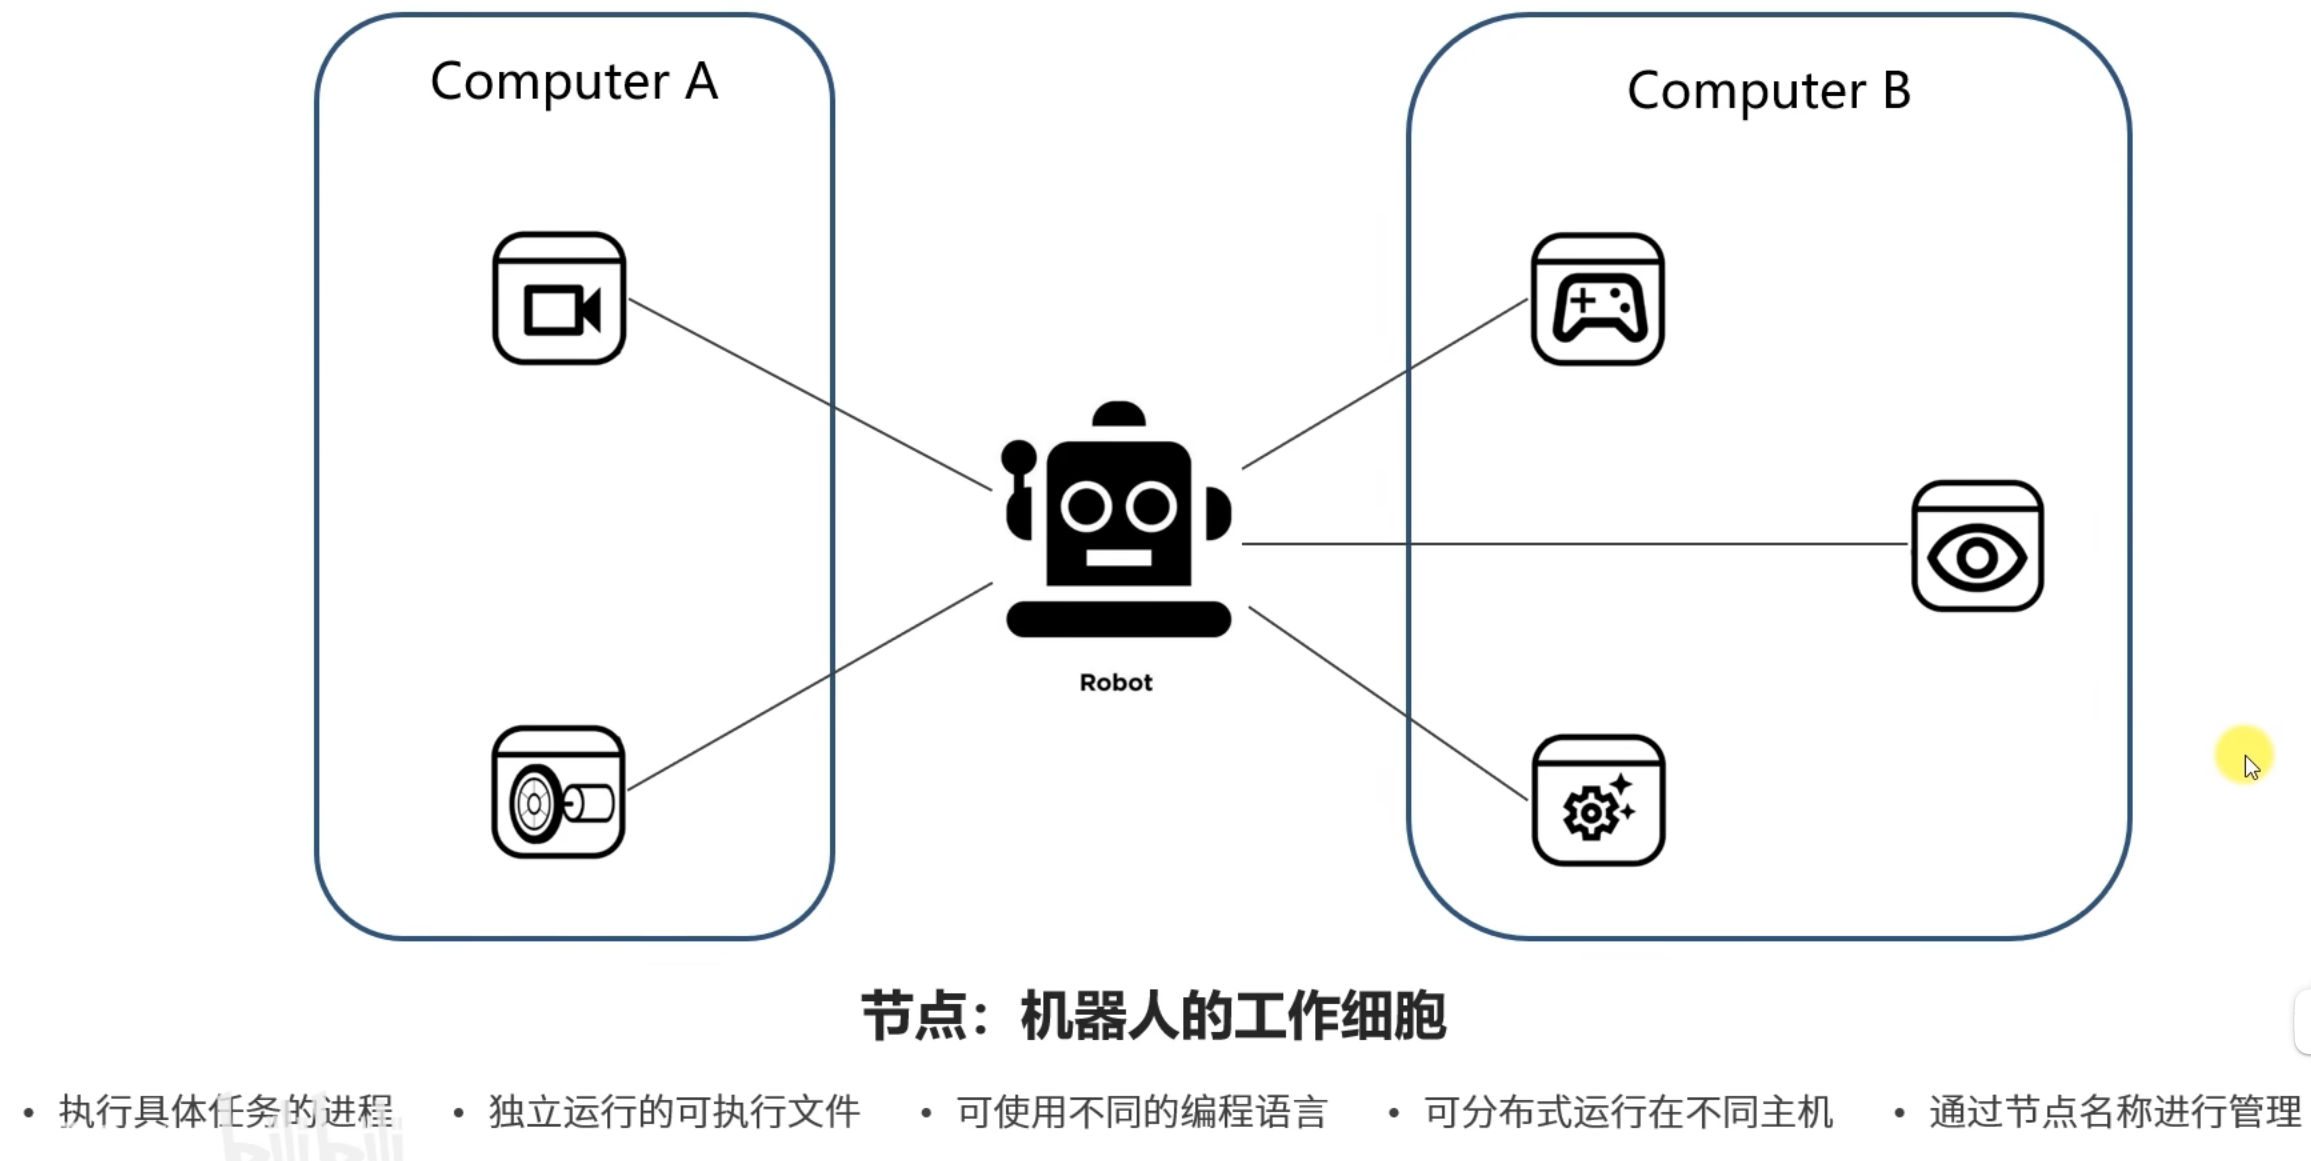 Computer A
Computer B
Robot
节点：机器人的工作细胞
• 执行具体任务的进程
• 独立运行的可执行文件
• 可使用不同的编程语言
• 可分布式运行在不同主机
• 通过节点名称进行管理
bilibili